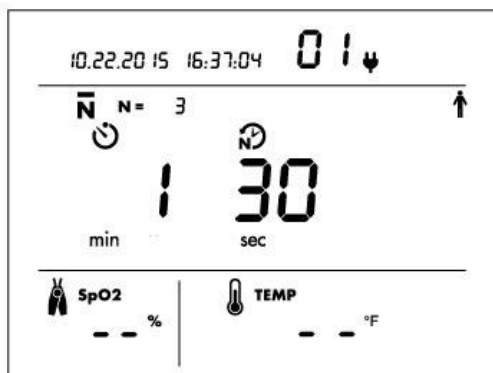 10.22.2015 16:37:04 01
N N = 3
N
1 30
min sec
SpO2 TEMP
-- % -- °F